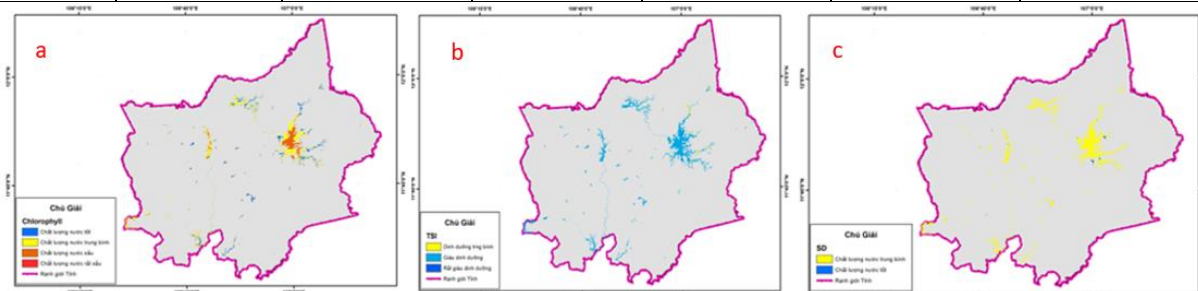 a
b
c
Chú Giải
Chlorophyll
Chất lượng nước tốt
Chất lượng nước trung bình
Chất lượng nước xấu
Chất lượng nước rất xấu
Ranh giới Tỉnh
Chú Giải
TSI
Dinh dưỡng trng bình
Giàu dinh dưỡng
Rất giàu dinh dưỡng
Ranh giới Tỉnh
Chú Giải
SD
Chất lượng nước trung bình
Chất lượng nước tốt
Ranh giới Tỉnh